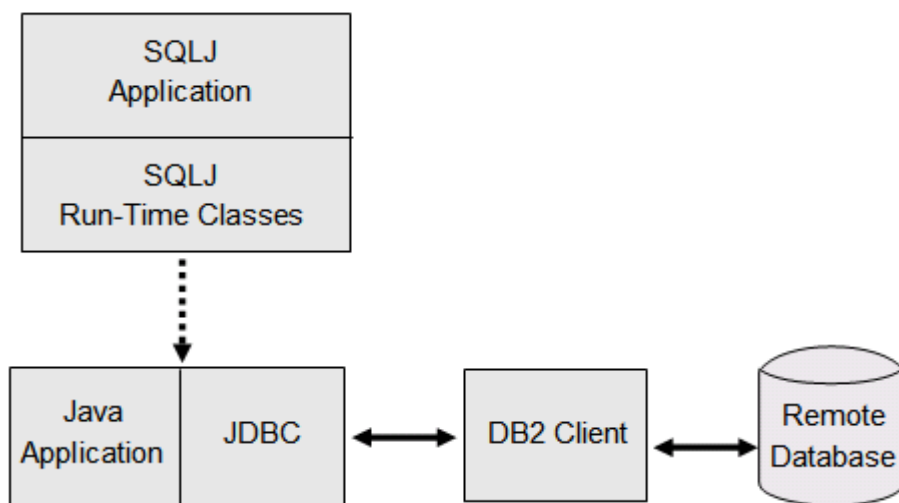 SQLJ
Application
SQLJ
Run-Time Classes
Java
Application
JDBC
DB2 Client
Remote
Database